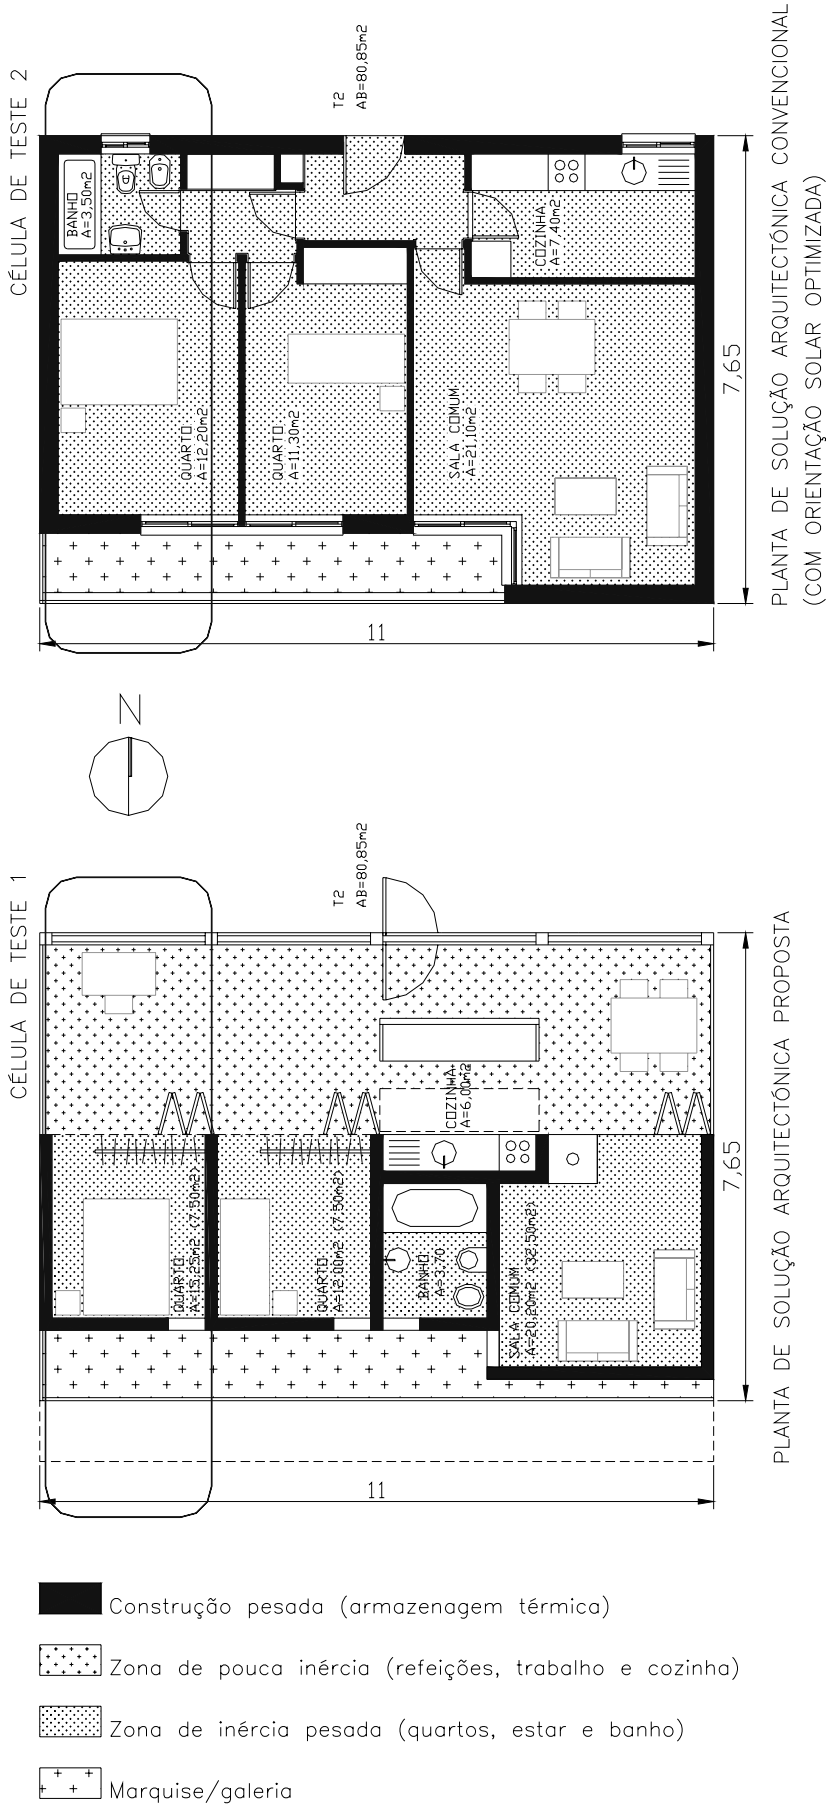 CÉLULA DE TESTE 2
T2
AB=80,85m2
BANHO
A=3,50m2
COZINHA
A=7,40m2
QUARTO
A=12,20m2
QUARTO
A=11,30m2
SALA COMUM
A=21,10m2
7,65
11
PLANTA DE SOLUÇÃO ARQUITECTÓNICA CONVENCIONAL
(COM ORIENTAÇÃO SOLAR OPTIMIZADA)
N
CÉLULA DE TESTE 1
T2
AB=80,85m2
COZINHA
A=6,00m2
QUARTO
A=15,25m2 (7,50m2)
QUARTO
A=12,00m2 (7,50m2)
BANHO
A=3,70
SALA COMUM
A=20,20m2 (32,50m2)
7,65
11
PLANTA DE SOLUÇÃO ARQUITECTÓNICA PROPOSTA
Construção pesada (armazenagem térmica)
Zona de pouca inércia (refeições, trabalho e cozinha)
Zona de inércia pesada (quartos, estar e banho)
Marquise/galeria